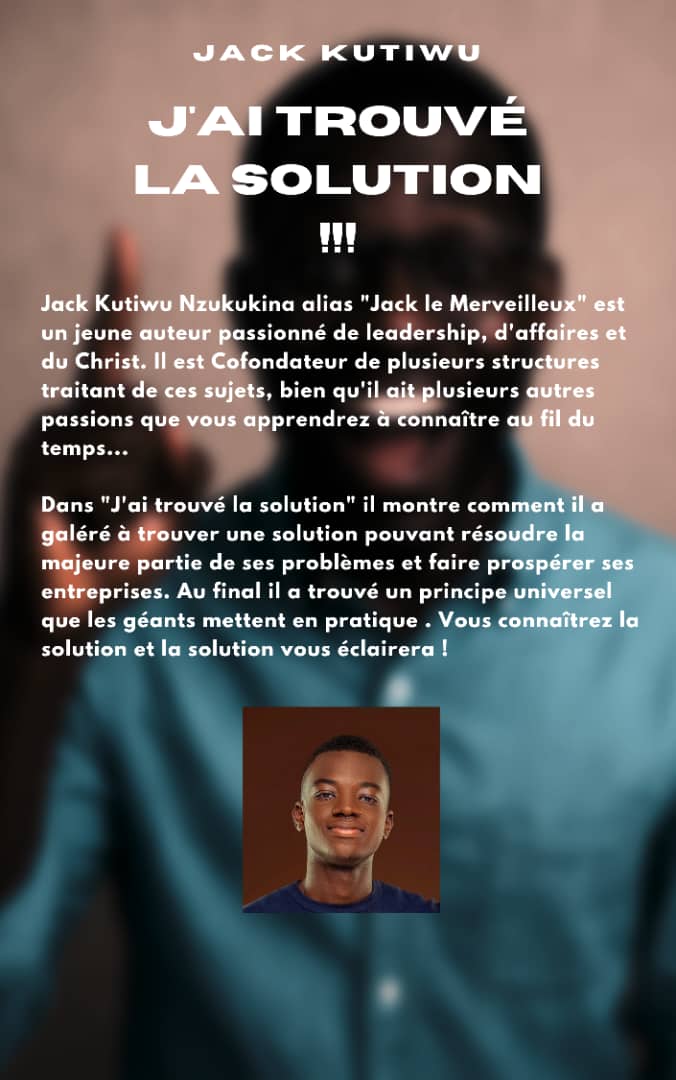 JACK KUTIWU
J'AI TROUVÉ
LA SOLUTION
!!!
Jack Kutiwu Nzukukina alias "Jack le Merveilleux" est
un jeune auteur passionné de leadership, d'affaires et
du Christ. Il est Cofondateur de plusieurs structures
traitant de ces sujets, bien qu'il ait plusieurs autres
passions que vous apprendrez à connaître au fil du
temps...
Dans "J'ai trouvé la solution" il montre comment il a
galéré à trouver une solution pouvant résoudre la
majeure partie de ses problèmes et faire prospérer ses
entreprises. Au final il a trouvé un principe universel
que les géants mettent en pratique . Vous connaîtrez la
solution et la solution vous éclairera !